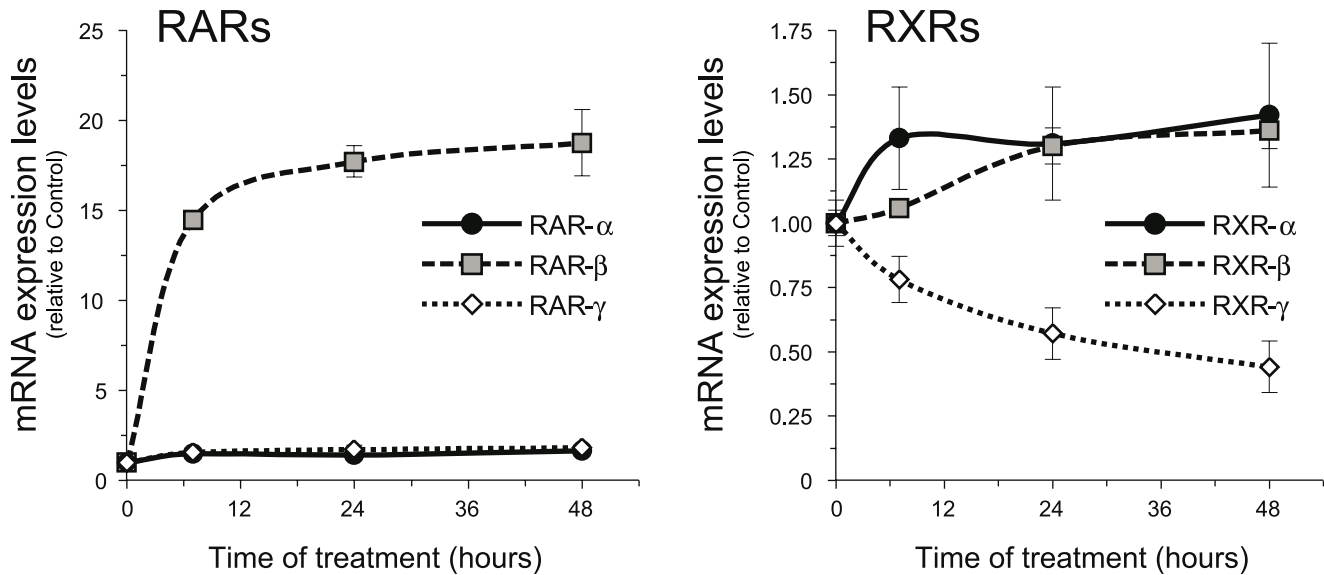 RARs
mRNA expression levels
(relative to Control)
25
20
15
10
5
0
0 12 24 36 48
Time of treatment (hours)
RAR-α
RAR-β
RAR-γ
RXRs
mRNA expression levels
(relative to Control)
1.75
1.50
1.25
1.00
0.75
0.50
0.25
0
0 12 24 36 48
Time of treatment (hours)
RXR-α
RXR-β
RXR-γ